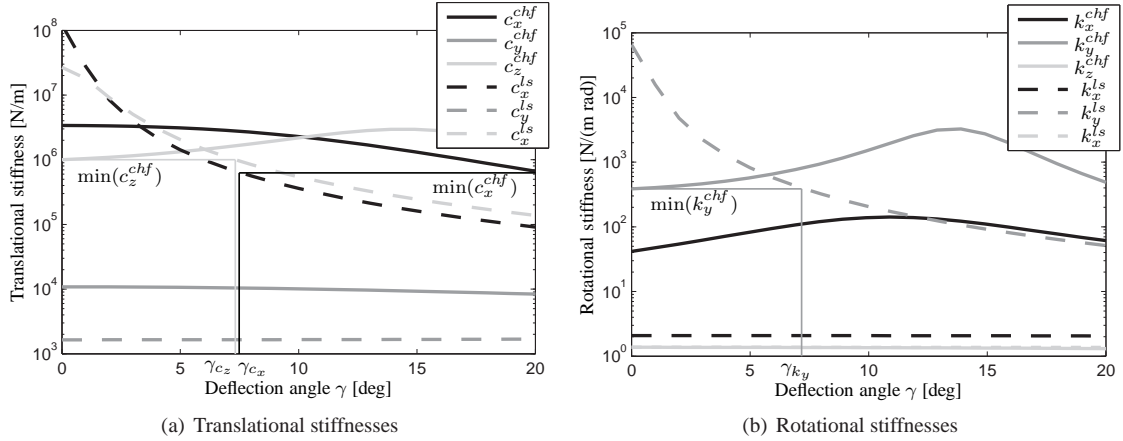 10^8
10^7
10^6
10^5
10^4
10^3
Translational stiffness [N/m]
c_x^{chf}
c_y^{chf}
c_z^{chf}
c_x^{ls}
c_y^{ls}
c_x^{ls}
min(c_z^{chf})
min(c_x^{chf})
0
5
10
15
20
γ_{c_z}
γ_{c_x}
Deflection angle γ [deg]
(a) Translational stiffnesses
10^5
10^4
10^3
10^2
10^1
10^0
Rotational stiffness [N/(m rad)]
k_x^{chf}
k_y^{chf}
k_z^{chf}
k_x^{ls}
k_y^{ls}
k_x^{ls}
min(k_y^{chf})
0
5
10
15
20
γ_{k_y}
Deflection angle γ [deg]
(b) Rotational stiffnesses